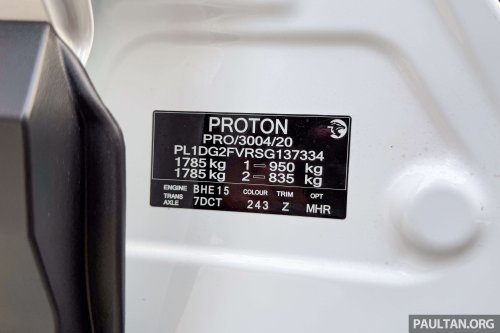 PROTON
PRO/3004/20
PL1DG2FVRSG137334
1785 kg 1 ⇨ 950 kg
1785 kg 2 ⇨ 835 kg
ENGINE BHE15 COLOUR TRIM OPT
TRANS AXLE 7DCT 243 Z MHR
PAULTAN.ORG